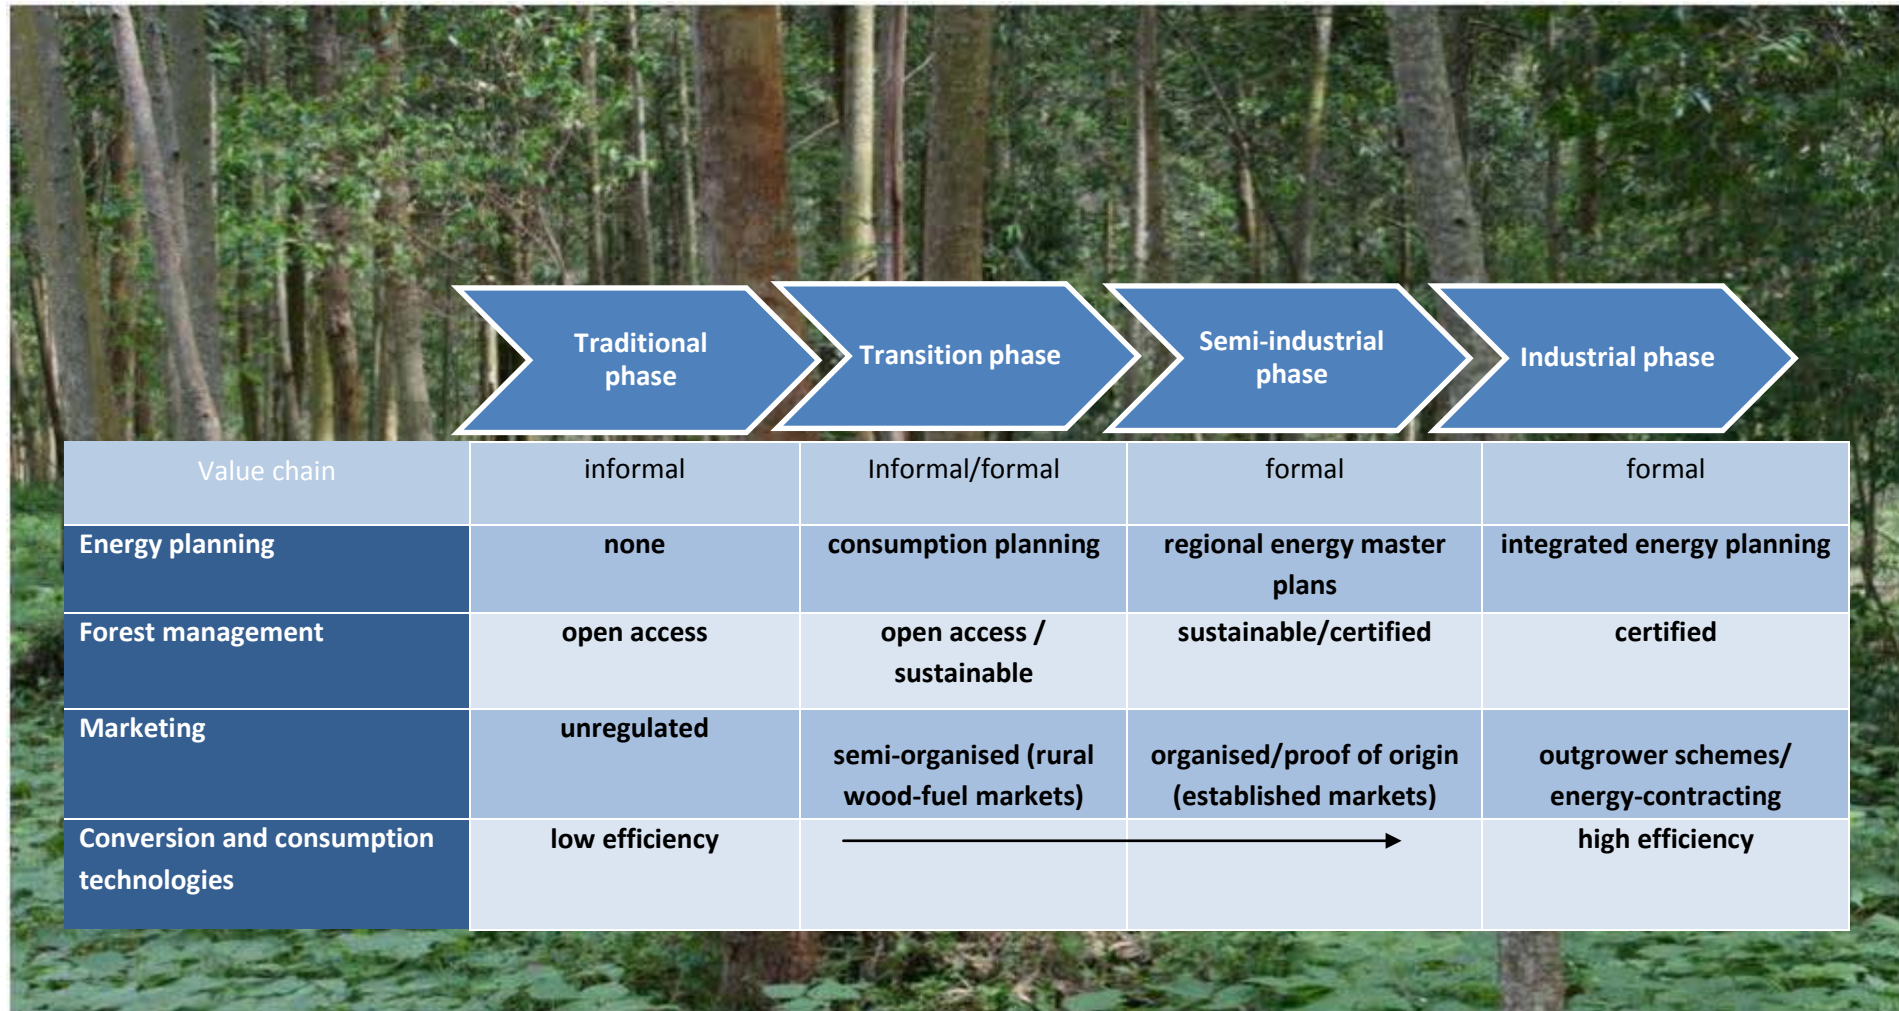 Traditional
phase
Transition phase
Semi-industrial
phase
Industrial phase
Value chain
informal
Informal/formal
formal
formal
Energy planning
none
consumption planning
regional energy master
plans
integrated energy planning
Forest management
open access
open access /
sustainable
sustainable/certified
certified
Marketing
unregulated
semi-organised (rural
wood-fuel markets)
organised/proof of origin
(established markets)
outgrower schemes/
energy-contracting
Conversion and consumption
technologies
low efficiency
high efficiency